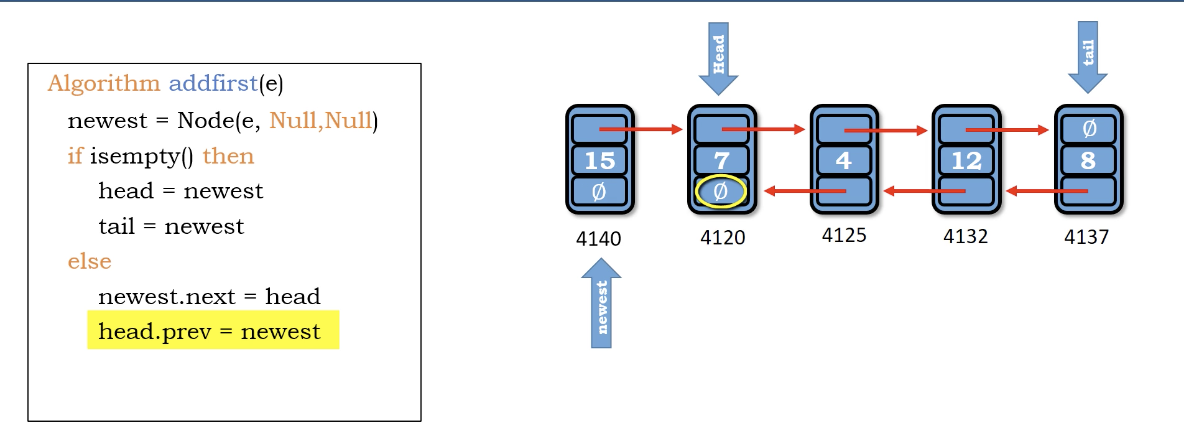 Algorithm addfirst(e)
newest = Node(e, Null,Null)
if isempty() then
head = newest
tail = newest
else
newest.next = head
head.prev = newest
Head
tail
∅
15 7 4 12 8
∅ ∅
4140 4120 4125 4132 4137
newest